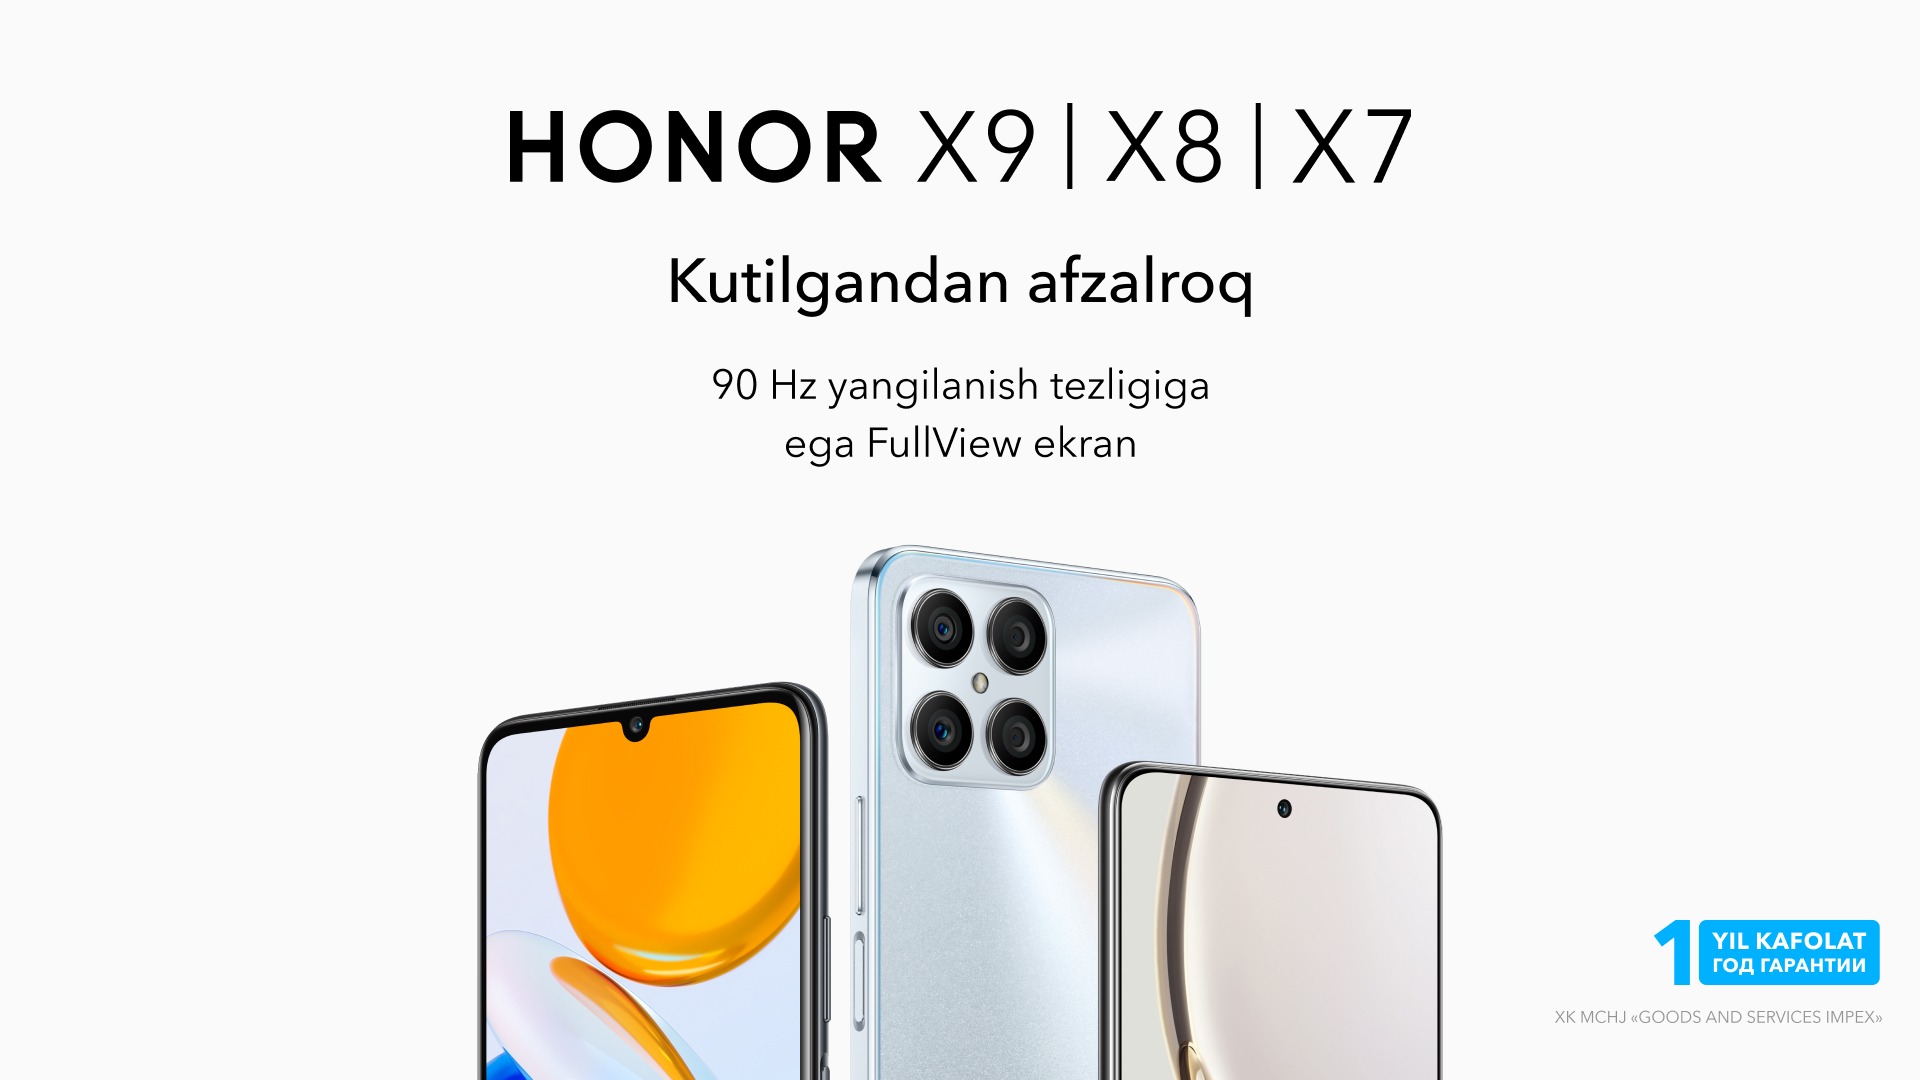 HONOR X9 | X8 | X7
Kutilgandan afzalroq
90 Hz yangilanish tezligiga
ega FullView ekran
1 YIL KAFOLAT
ГОД ГАРАНТИИ
XK MCHJ «GOODS AND SERVICES IMPEX»